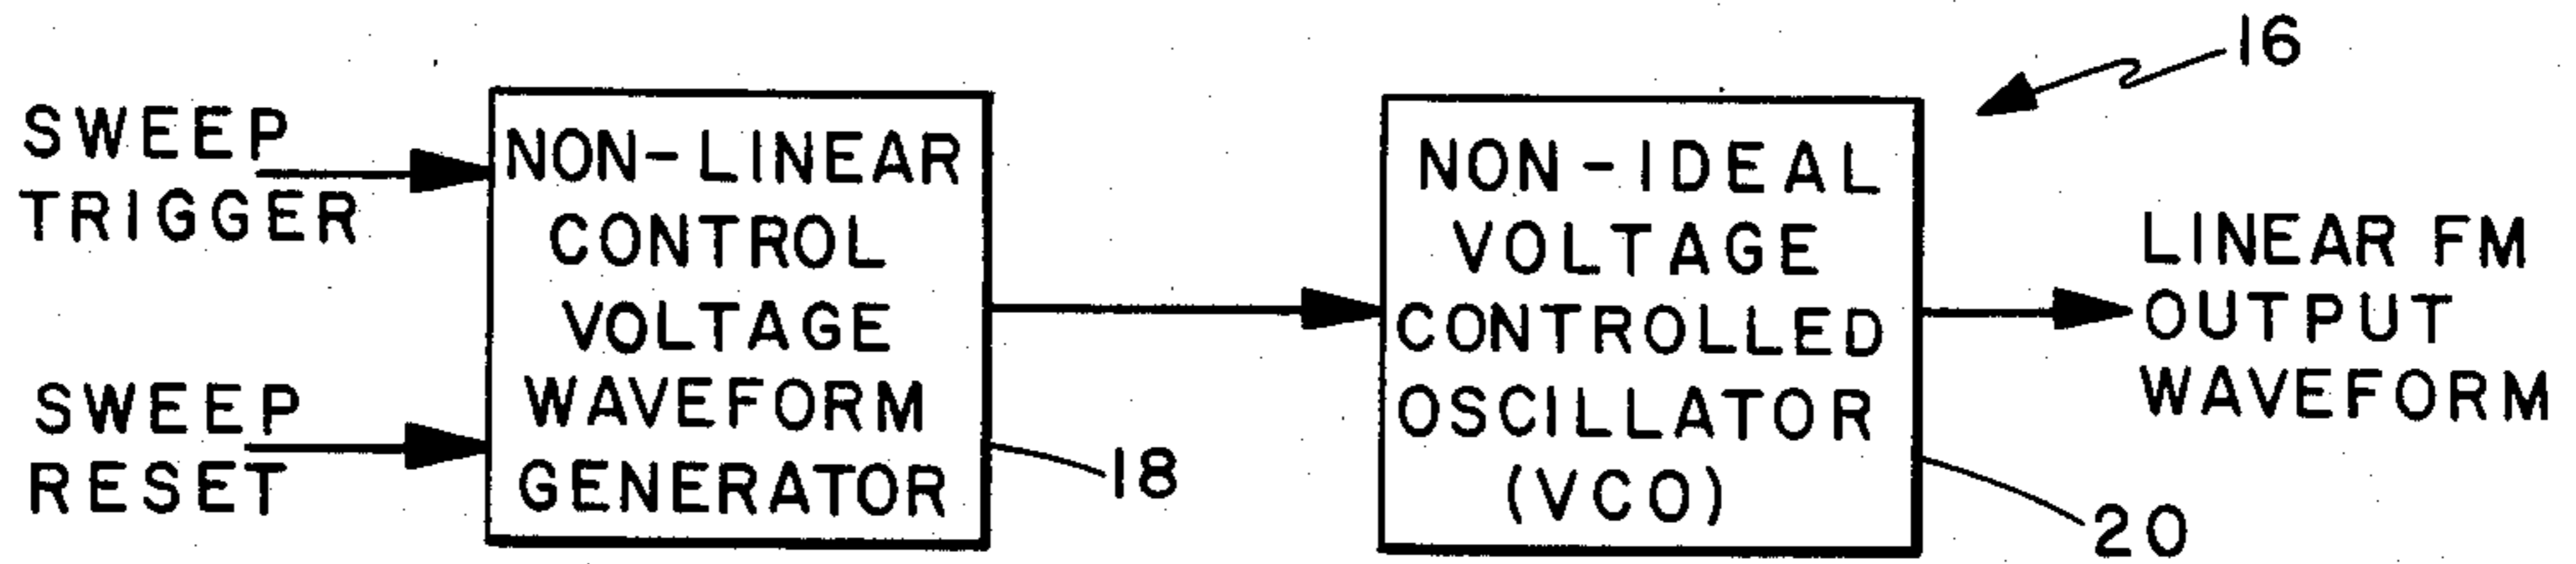 SWEEP
TRIGGER
SWEEP
RESET
NON-LINEAR
CONTROL
VOLTAGE
WAVEFORM
GENERATOR
18
NON-IDEAL
VOLTAGE
CONTROLLED
OSCILLATOR
(VCO)
20
16
LINEAR FM
OUTPUT
WAVEFORM